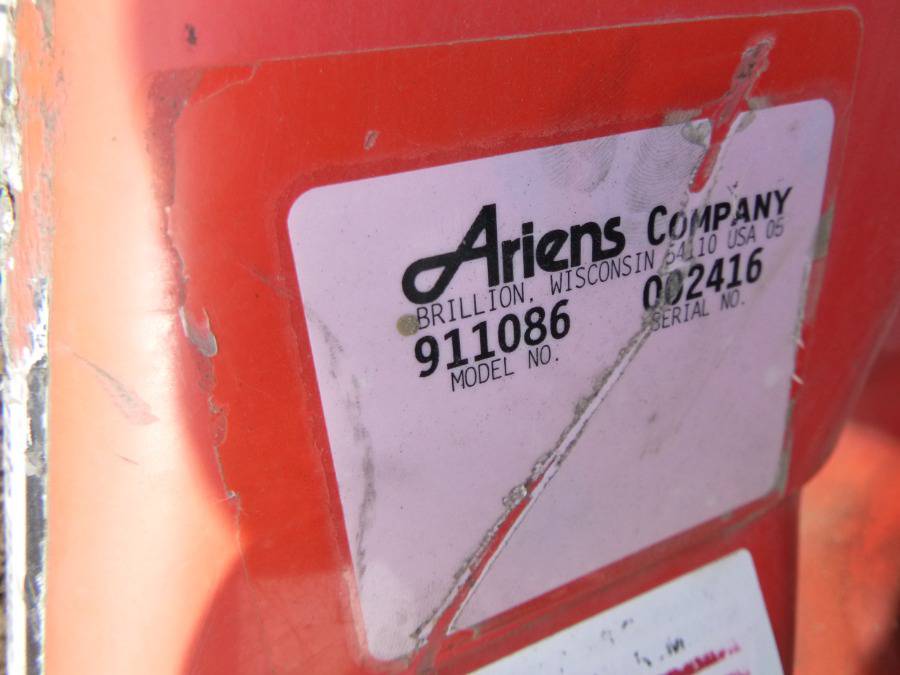 Ariens COMPANY
BRILLION, WISCONSIN 54110 USA 05
911086 002416
MODEL NO. SERIAL NO.